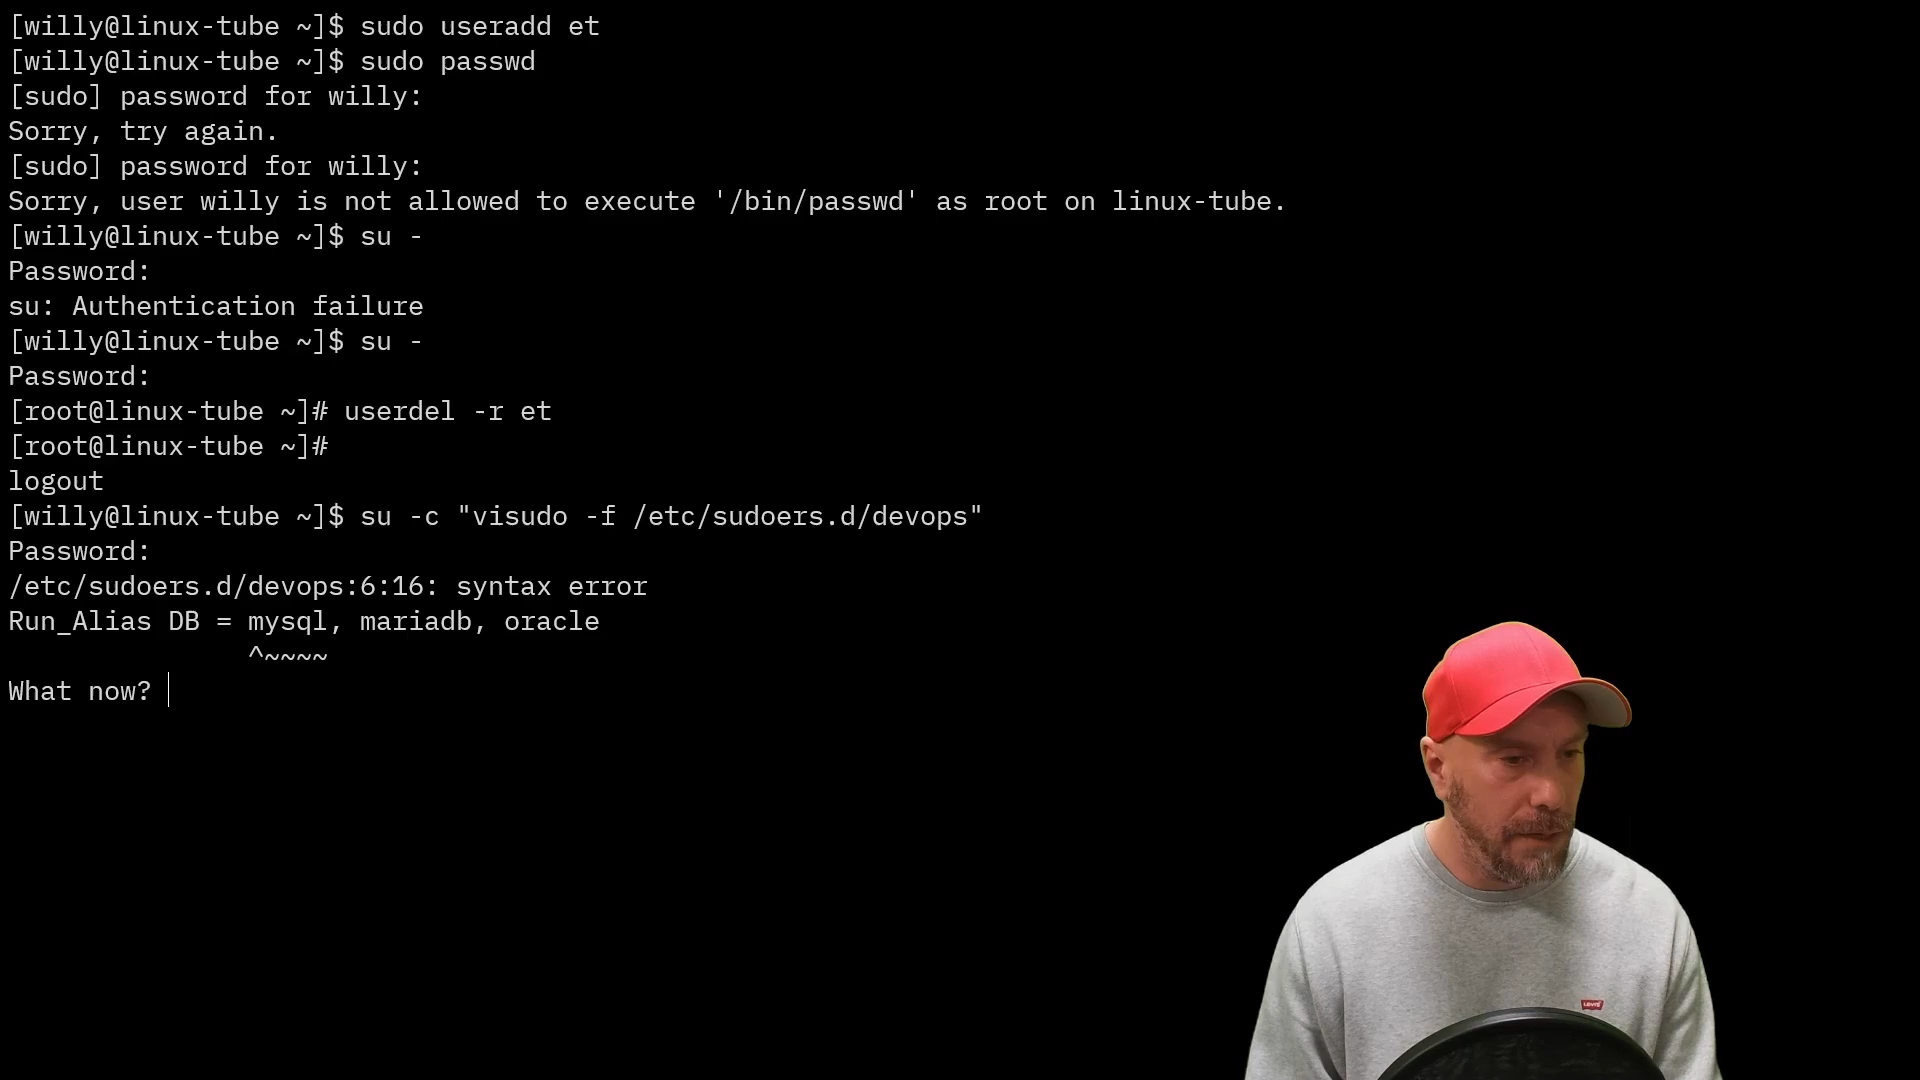 [willy@linux-tube ~]$ sudo useradd et
[willy@linux-tube ~]$ sudo passwd
[sudo] password for willy:
Sorry, try again.
[sudo] password for willy:
Sorry, user willy is not allowed to execute '/bin/passwd' as root on linux-tube.
[willy@linux-tube ~]$ su -
Password:
su: Authentication failure
[willy@linux-tube ~]$ su -
Password:
[root@linux-tube ~]# userdel -r et
[root@linux-tube ~]#
logout
[willy@linux-tube ~]$ su -c "visudo -f /etc/sudoers.d/devops"
Password:
/etc/sudoers.d/devops:6:16: syntax error
Run_Alias DB = mysql, mariadb, oracle
               ^~~~~
What now?
Levi's